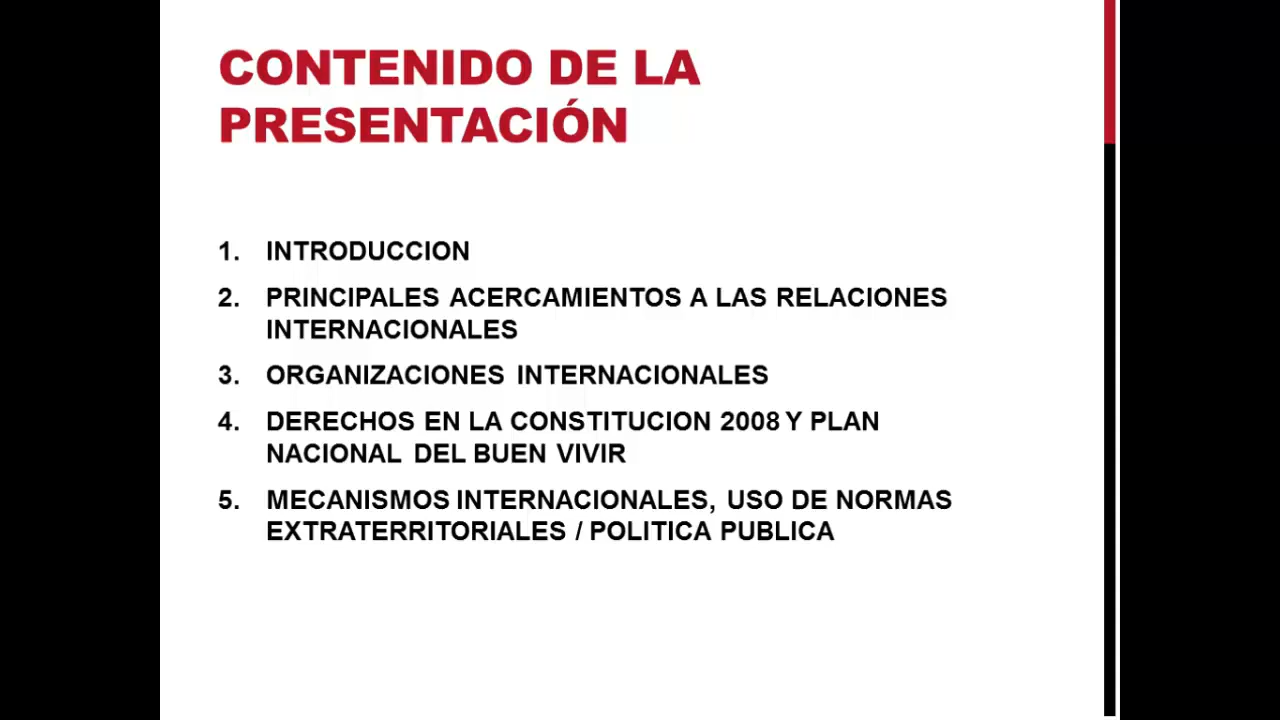 CONTENIDO DE LA
PRESENTACIÓN
1. INTRODUCCION
2. PRINCIPALES ACERCAMIENTOS A LAS RELACIONES
INTERNACIONALES
3. ORGANIZACIONES INTERNACIONALES
4. DERECHOS EN LA CONSTITUCION 2008 Y PLAN
NACIONAL DEL BUEN VIVIR
5. MECANISMOS INTERNACIONALES, USO DE NORMAS
EXTRATERRITORIALES / POLITICA PUBLICA